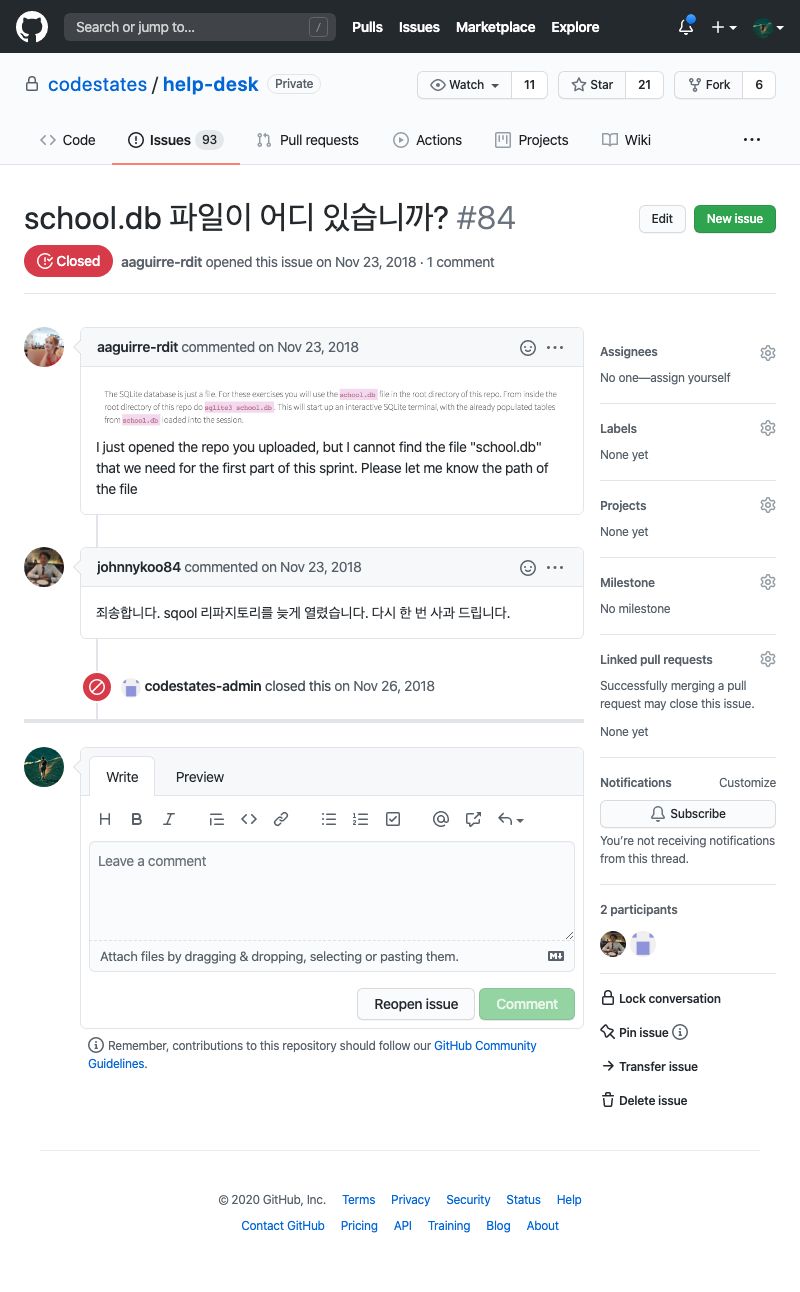 Search or jump to...
/
Pulls
Issues
Marketplace
Explore
codestates / help-desk
Private
Watch
11
Star
21
Fork
6
Code
Issues 93
Pull requests
Actions
Projects
Wiki
school.db 파일이 어디 있습니까? #84
Edit
New issue
Closed
aaguirre-rdit opened this issue on Nov 23, 2018 · 1 comment
aaguirre-rdit commented on Nov 23, 2018
The SQLite database is just a file. For these exercises you will use the school.db file in the root directory of this repo. From inside the
root directory of this repo do sqlite3 school.db. This will start up an interactive SQLite terminal, with the already populated tables
from school.db loaded into the session.
I just opened the repo you uploaded, but I cannot find the file "school.db"
that we need for the first part of this sprint. Please let me know the path of
the file
johnnykoo84 commented on Nov 23, 2018
죄송합니다. sqool 리파지토리를 늦게 열렸습니다. 다시 한 번 사과 드립니다.
codestates-admin closed this on Nov 26, 2018
Write
Preview
Leave a comment
Attach files by dragging & dropping, selecting or pasting them.
Reopen issue
Comment
Remember, contributions to this repository should follow our GitHub Community
Guidelines.
Assignees
No one—assign yourself
Labels
None yet
Projects
None yet
Milestone
No milestone
Linked pull requests
Successfully merging a pull
request may close this issue.
None yet
Notifications
Customize
Subscribe
You're not receiving notifications
from this thread.
2 participants
Lock conversation
Pin issue
Transfer issue
Delete issue
© 2020 GitHub, Inc.
Terms
Privacy
Security
Status
Help
Contact GitHub
Pricing
API
Training
Blog
About